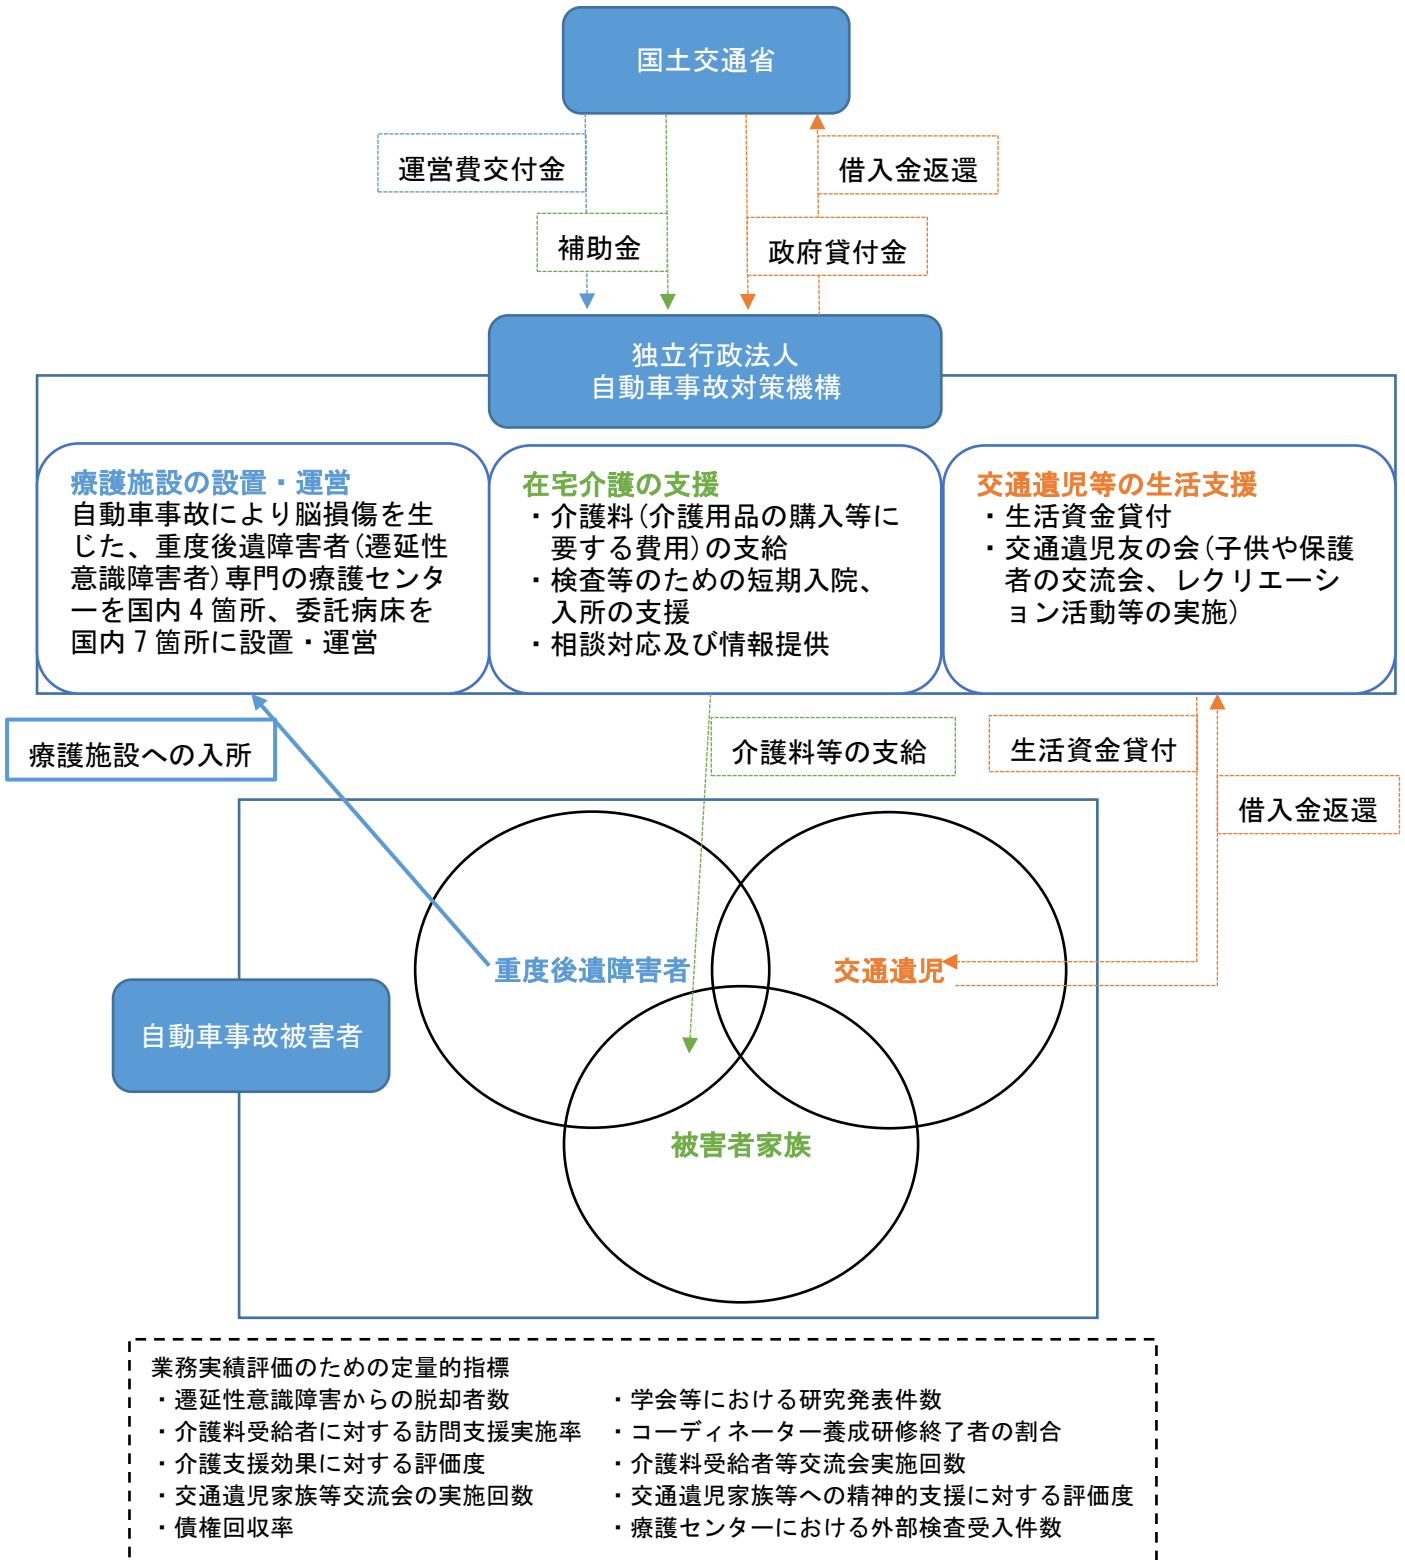 国土交通省
運営費交付金
借入金返還
補助金
政府貸付金
独立行政法人
自動車事故対策機構
療護施設の設置・運営
自動車事故により脳損傷を生
じた、重度後遺障害者(遷延性
意識障害者)専門の療護センタ
ーを国内4箇所、委託病床を
国内7箇所に設置・運営
在宅介護の支援
・介護料(介護用品の購入等に
要する費用)の支給
・検査等のための短期入院、
入所の支援
・相談対応及び情報提供
交通遺児等の生活支援
・生活資金貸付
・交通遺児友の会(子供や保護
者の交流会、レクリエーシ
ョン活動等の実施)
療護施設への入所
介護料等の支給
生活資金貸付
借入金返還
重度後遺障害者
交通遺児
自動車事故被害者
被害者家族
業務実績評価のための定量的指標
・遷延性意識障害からの脱却者数
・介護料受給者に対する訪問支援実施率
・介護支援効果に対する評価度
・交通遺児家族等交流会の実施回数
・債権回収率
・学会等における研究発表件数
・コーディネーター養成研修終了者の割合
・介護料受給者等交流会実施回数
・交通遺児家族等への精神的支援に対する評価度
・療護センターにおける外部検査受入件数